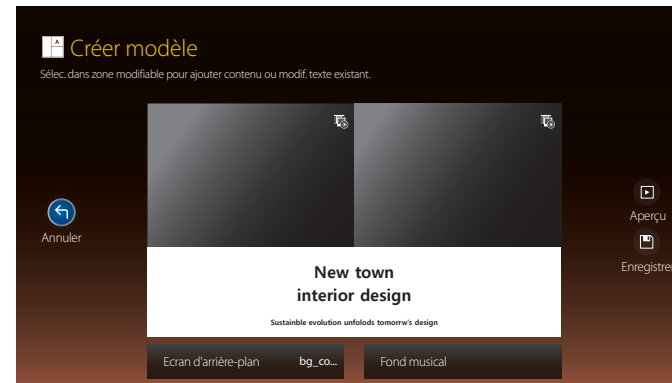 A
Créer modèle
Sélec. dans zone modifiable pour ajouter contenu ou modif. texte existant.
Annuler
Aperçu
Enregistrer
New town
interior design
Sustainble evolution unfolods tomorrw's design
Ecran d'arrière-plan bg_co... Fond musical